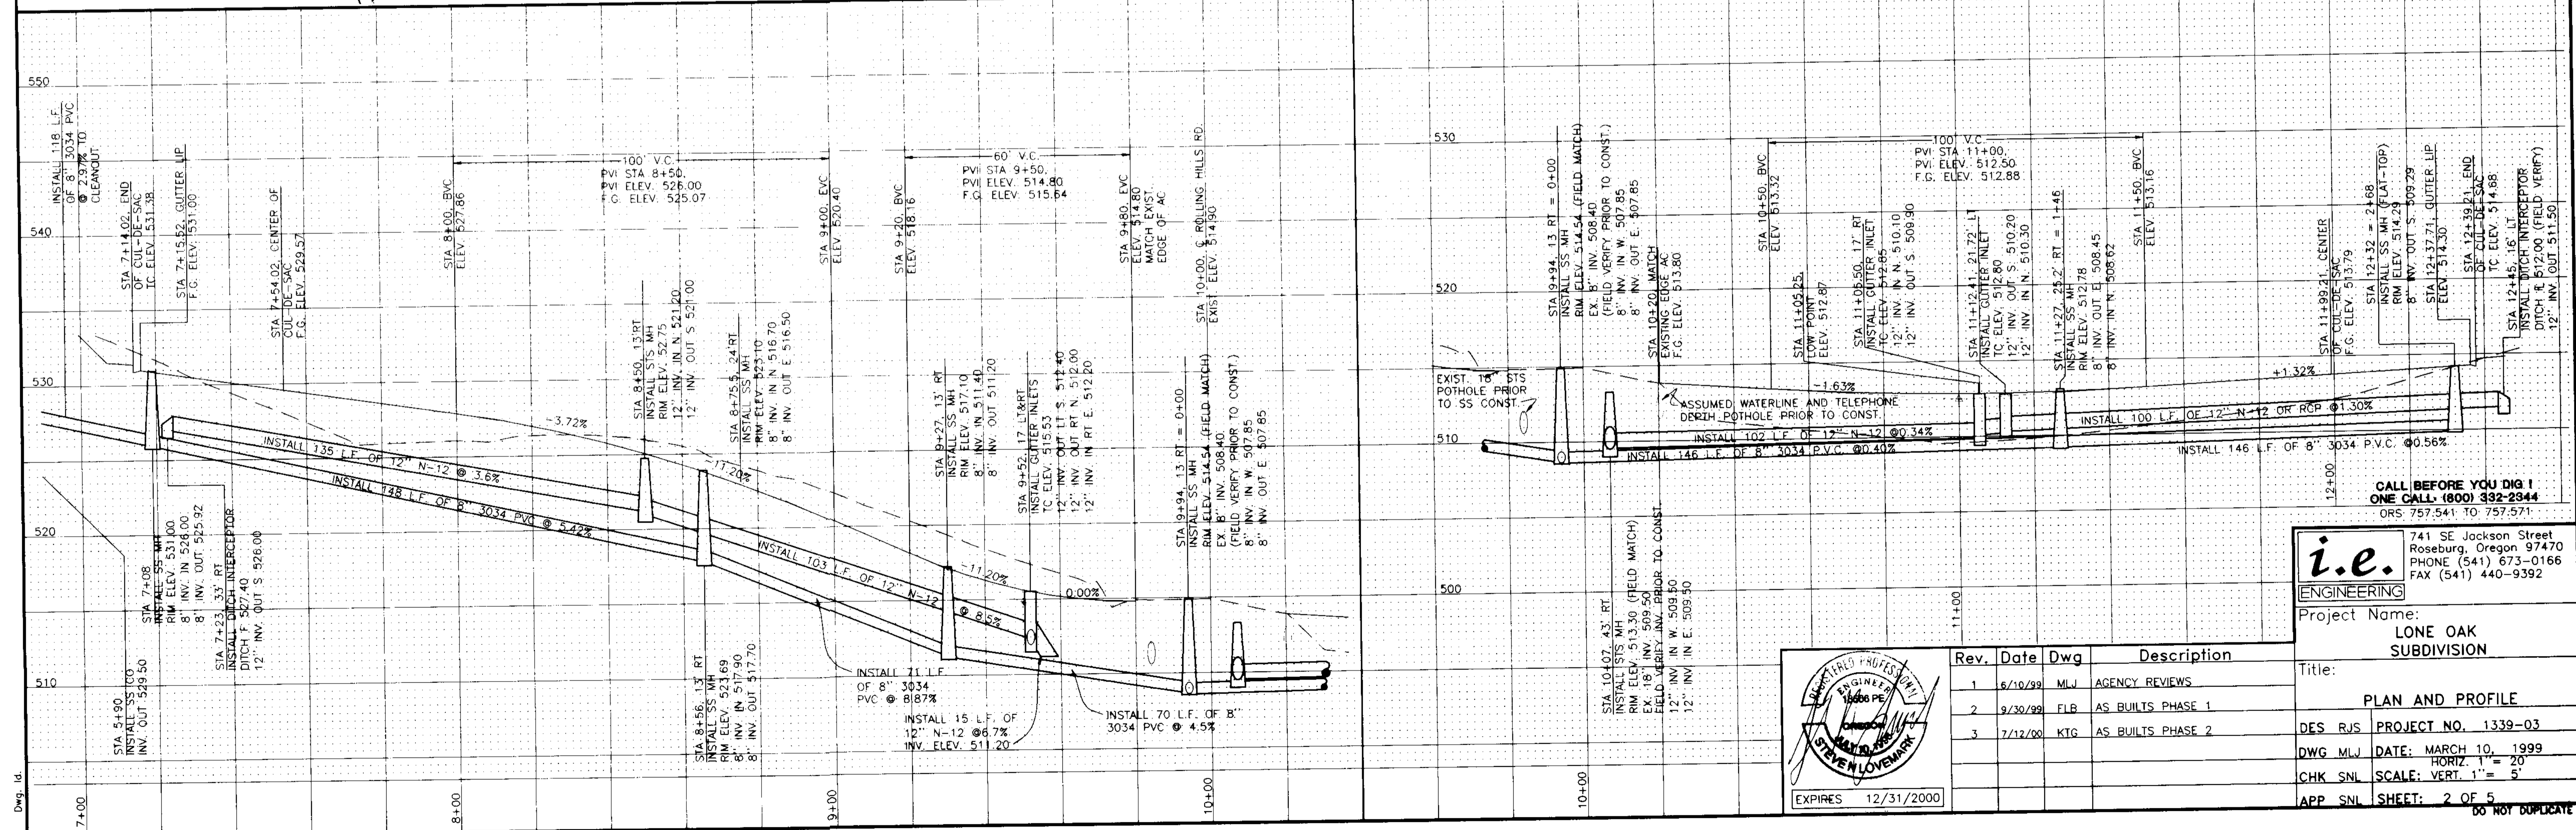 550
540
530
520
510
INSTALL 118 L.F.
OF 8" 3034 PVC
@ 2.97% TO
CLEANOUT
STA 7+14.02, END
OF CUL-DE-SAC
TC ELEV. 531.38
STA 7+15.52, GUTTER LIP
F.G. ELEV. 531.00
STA 7+54.02, CENTER OF
CUL-DE-SAC
F.G. ELEV. 529.57
STA 8+00, BVC
ELEV. 527.86
100' V.C.
PVI STA 8+50,
PVI ELEV. 526.00
F.G. ELEV. 525.07
STA 9+00, EVC
ELEV. 520.40
STA 9+20, BVC
ELEV. 518.16
60' V.C.
PVI STA 9+50,
PVI ELEV. 514.80
F.G. ELEV. 515.64
STA 9+80, EVC
ELEV. 514.80
MATCH EXIST.
EDGE OF AC
STA 10+00, ℄ ROLLING HILLS RD.
EXIST. ELEV. 514.90
STA 8+50, 13'RT
INSTALL STS MH
RIM ELEV. 52.75
12" INV. IN N 521.20
12" INV. OUT S 521.00
STA 8+75.5, 24'RT
INSTALL SS MH
RIM ELEV. 523.10
8" INV. IN N 516.70
8" INV. OUT E 516.50
STA 9+27, 13' RT
INSTALL SS MH
RIM ELEV. 517.10
8" INV. IN 511.40
8" INV. OUT 511.20
STA 9+52, 17' LT&RT
INSTALL GUTTER INLETS
TC ELEV. 515.53
12" INV. OUT LT S. 512.40
12" INV. OUT RT N. 512.00
12" INV. IN RT E. 512.20
STA 9+94, 13' RT = 0+00
INSTALL SS MH
RIM ELEV. 514.54 (FIELD MATCH)
EX. 8" INV. 508.40
(FIELD VERIFY PRIOR TO CONST.)
8" INV. IN W. 507.85
8" INV. OUT E 507.85
-3.72%
-11.20%
-11.20%
0.00%
INSTALL 135 L.F. OF 12" N-12 @ 3.6%
INSTALL 148 L.F. OF 8" 3034 PVC @ 5.42%
INSTALL 103 L.F. OF 12" N-12 @ 8.5%
STA 5+90
INSTALL SS CO
INV. OUT 529.50
STA 7+08
INSTALL SS MH
RIM ELEV. 531.00
8" INV. IN 526.00
8" INV. OUT 525.92
STA 7+23, 33' RT
INSTALL DITCH INTERCEPTOR
DITCH 527.40
12" INV. OUT S 526.00
STA 8+56, 13' RT
INSTALL SS MH
RIM ELEV. 523.69
8" INV. IN 517.90
8" INV. OUT 517.70
INSTALL 71 L.F.
OF 8" 3034
PVC @ 8.87%
INSTALL 15 L.F. OF
12" N-12 @6.7%
INV. ELEV. 511.20
INSTALL 70 L.F. OF 8"
3034 PVC @ 4.5%
7+00
8+00
9+00
10+00
Dwg. Id.
530
520
510
500
STA 9+94, 13' RT = 0+00
INSTALL SS MH
RIM ELEV. 514.54 (FIELD MATCH)
EX. 8" INV. 508.40
(FIELD VERIFY PRIOR TO CONST.)
8" INV. IN W. 507.85
8" INV. OUT E. 507.85
STA 10+20, MATCH
EXISTING EDGE AC
F.G. ELEV. 513.80
STA 10+50, BVC
ELEV. 513.32
STA 11+05.25,
LOW POINT
ELEV. 512.87
STA 11+05.50, 17' RT
INSTALL GUTTER INLET
TC ELEV. 512.85
12" INV. IN N. 510.10
12" INV. OUT S. 509.90
100' V.C.
PVI STA 11+00,
PVI ELEV. 512.50
F.G. ELEV. 512.88
STA 11+12.41, 21.72' LT
INSTALL GUTTER INLET
TC ELEV. 512.80
12" INV. OUT S. 510.20
12" INV. IN N. 510.30
STA 11+27, 25.2' RT = 1+46
INSTALL SS MH
RIM ELEV. 512.78
8" INV. OUT E. 508.45
8" INV. IN N 508.62
STA 11+50, BVC
ELEV. 513.16
STA 11+99.21, CENTER
OF CUL-DE-SAC
F.G. ELEV. 513.79
STA 12+32 = 2+68
INSTALL SS MH (FLAT-TOP)
RIM ELEV. 514.29
8" INV. OUT S. 509.29
STA 12+37.71, GUTTER LIP
ELEV. 514.30
STA 12+39.21, END
OF CUL-DE-SAC
TC ELEV. 514.68
STA 12+45, 16' LT
INSTALL DITCH INTERCEPTOR
DITCH 512.00 (FIELD VERIFY)
12" INV. OUT 511.50
EXIST. 18" STS
POTHOLE PRIOR
TO SS CONST.
ASSUMED WATERLINE AND TELEPHONE
DEPTH POTHOLE PRIOR TO CONST.
-1.63%
+1.32%
INSTALL 102 L.F. OF 12" N-12 @0.34%
INSTALL 146 L.F. OF 8" 3034 P.V.C. @0.40%
INSTALL 100 L.F. OF 12" N-12 OR RCP @1.30%
INSTALL 146 L.F. OF 8" 3034 P.V.C. @0.56%
STA 10+07, 43' RT
INSTALL STS MH
RIM ELEV. 513.30 (FIELD MATCH)
EX. 18" INV. 509.50
FIELD VERIFY INV. PRIOR TO CONST.
12" INV. IN W. 509.50
12" INV. IN E. 509.50
10+00
11+00
12+00
CALL BEFORE YOU DIG !
ONE CALL: (800) 332-2344
ORS 757.541 TO 757.571
i.e.
ENGINEERING
741 SE Jackson Street
Roseburg, Oregon 97470
PHONE (541) 673-0166
FAX (541) 440-9392
Project Name:
LONE OAK
SUBDIVISION
Title:
PLAN AND PROFILE
DES RJS PROJECT NO. 1339-03
DWG MLJ DATE: MARCH 10, 1999
CHK SNL SCALE: HORIZ. 1"= 20' VERT. 1"= 5'
APP SNL SHEET: 2 OF 5
Rev. Date Dwg Description
1 6/10/99 MLJ AGENCY REVIEWS
2 9/30/99 FLB AS BUILTS PHASE 1
3 7/12/00 KTG AS BUILTS PHASE 2
REGISTERED PROFESSIONAL
ENGINEER
OREGON
STEVEN N LOVEMARK
EXPIRES 12/31/2000
DO NOT DUPLICATE